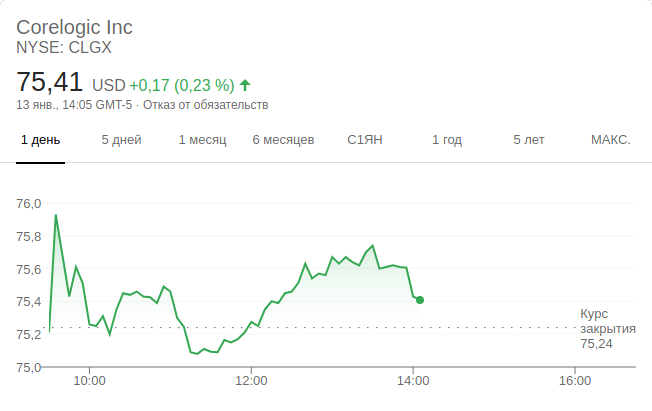 Corelogic Inc
NYSE: CLGX
75,41 USD +0,17 (0,23 %)
13 янв., 14:05 GMT-5 · Отказ от обязательств
1 день 5 дней 1 месяц 6 месяцев С1ЯН 1 год 5 лет МАКС.
76,0
75,8
75,6
75,4
75,2
75,0
Курс
закрытия
75,24
10:00 12:00 14:00 16:00